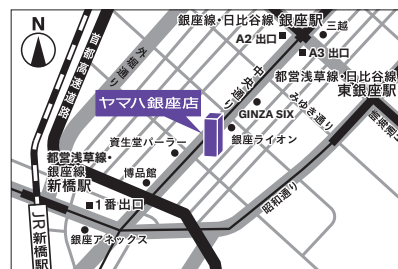 N
銀座線・日比谷線 銀座駅
三越
A2 出口
A3 出口
首都高速道路
外堀通り
中央通り
都営浅草線・日比谷線
東銀座駅
ヤマハ銀座店
みゆき通り
GINZA SIX
銀座ライオン
資生堂パーラー
都営浅草線・
銀座線
新橋駅
博品館
1番出口
昭和通り
銀座アネックス
JR新橋駅